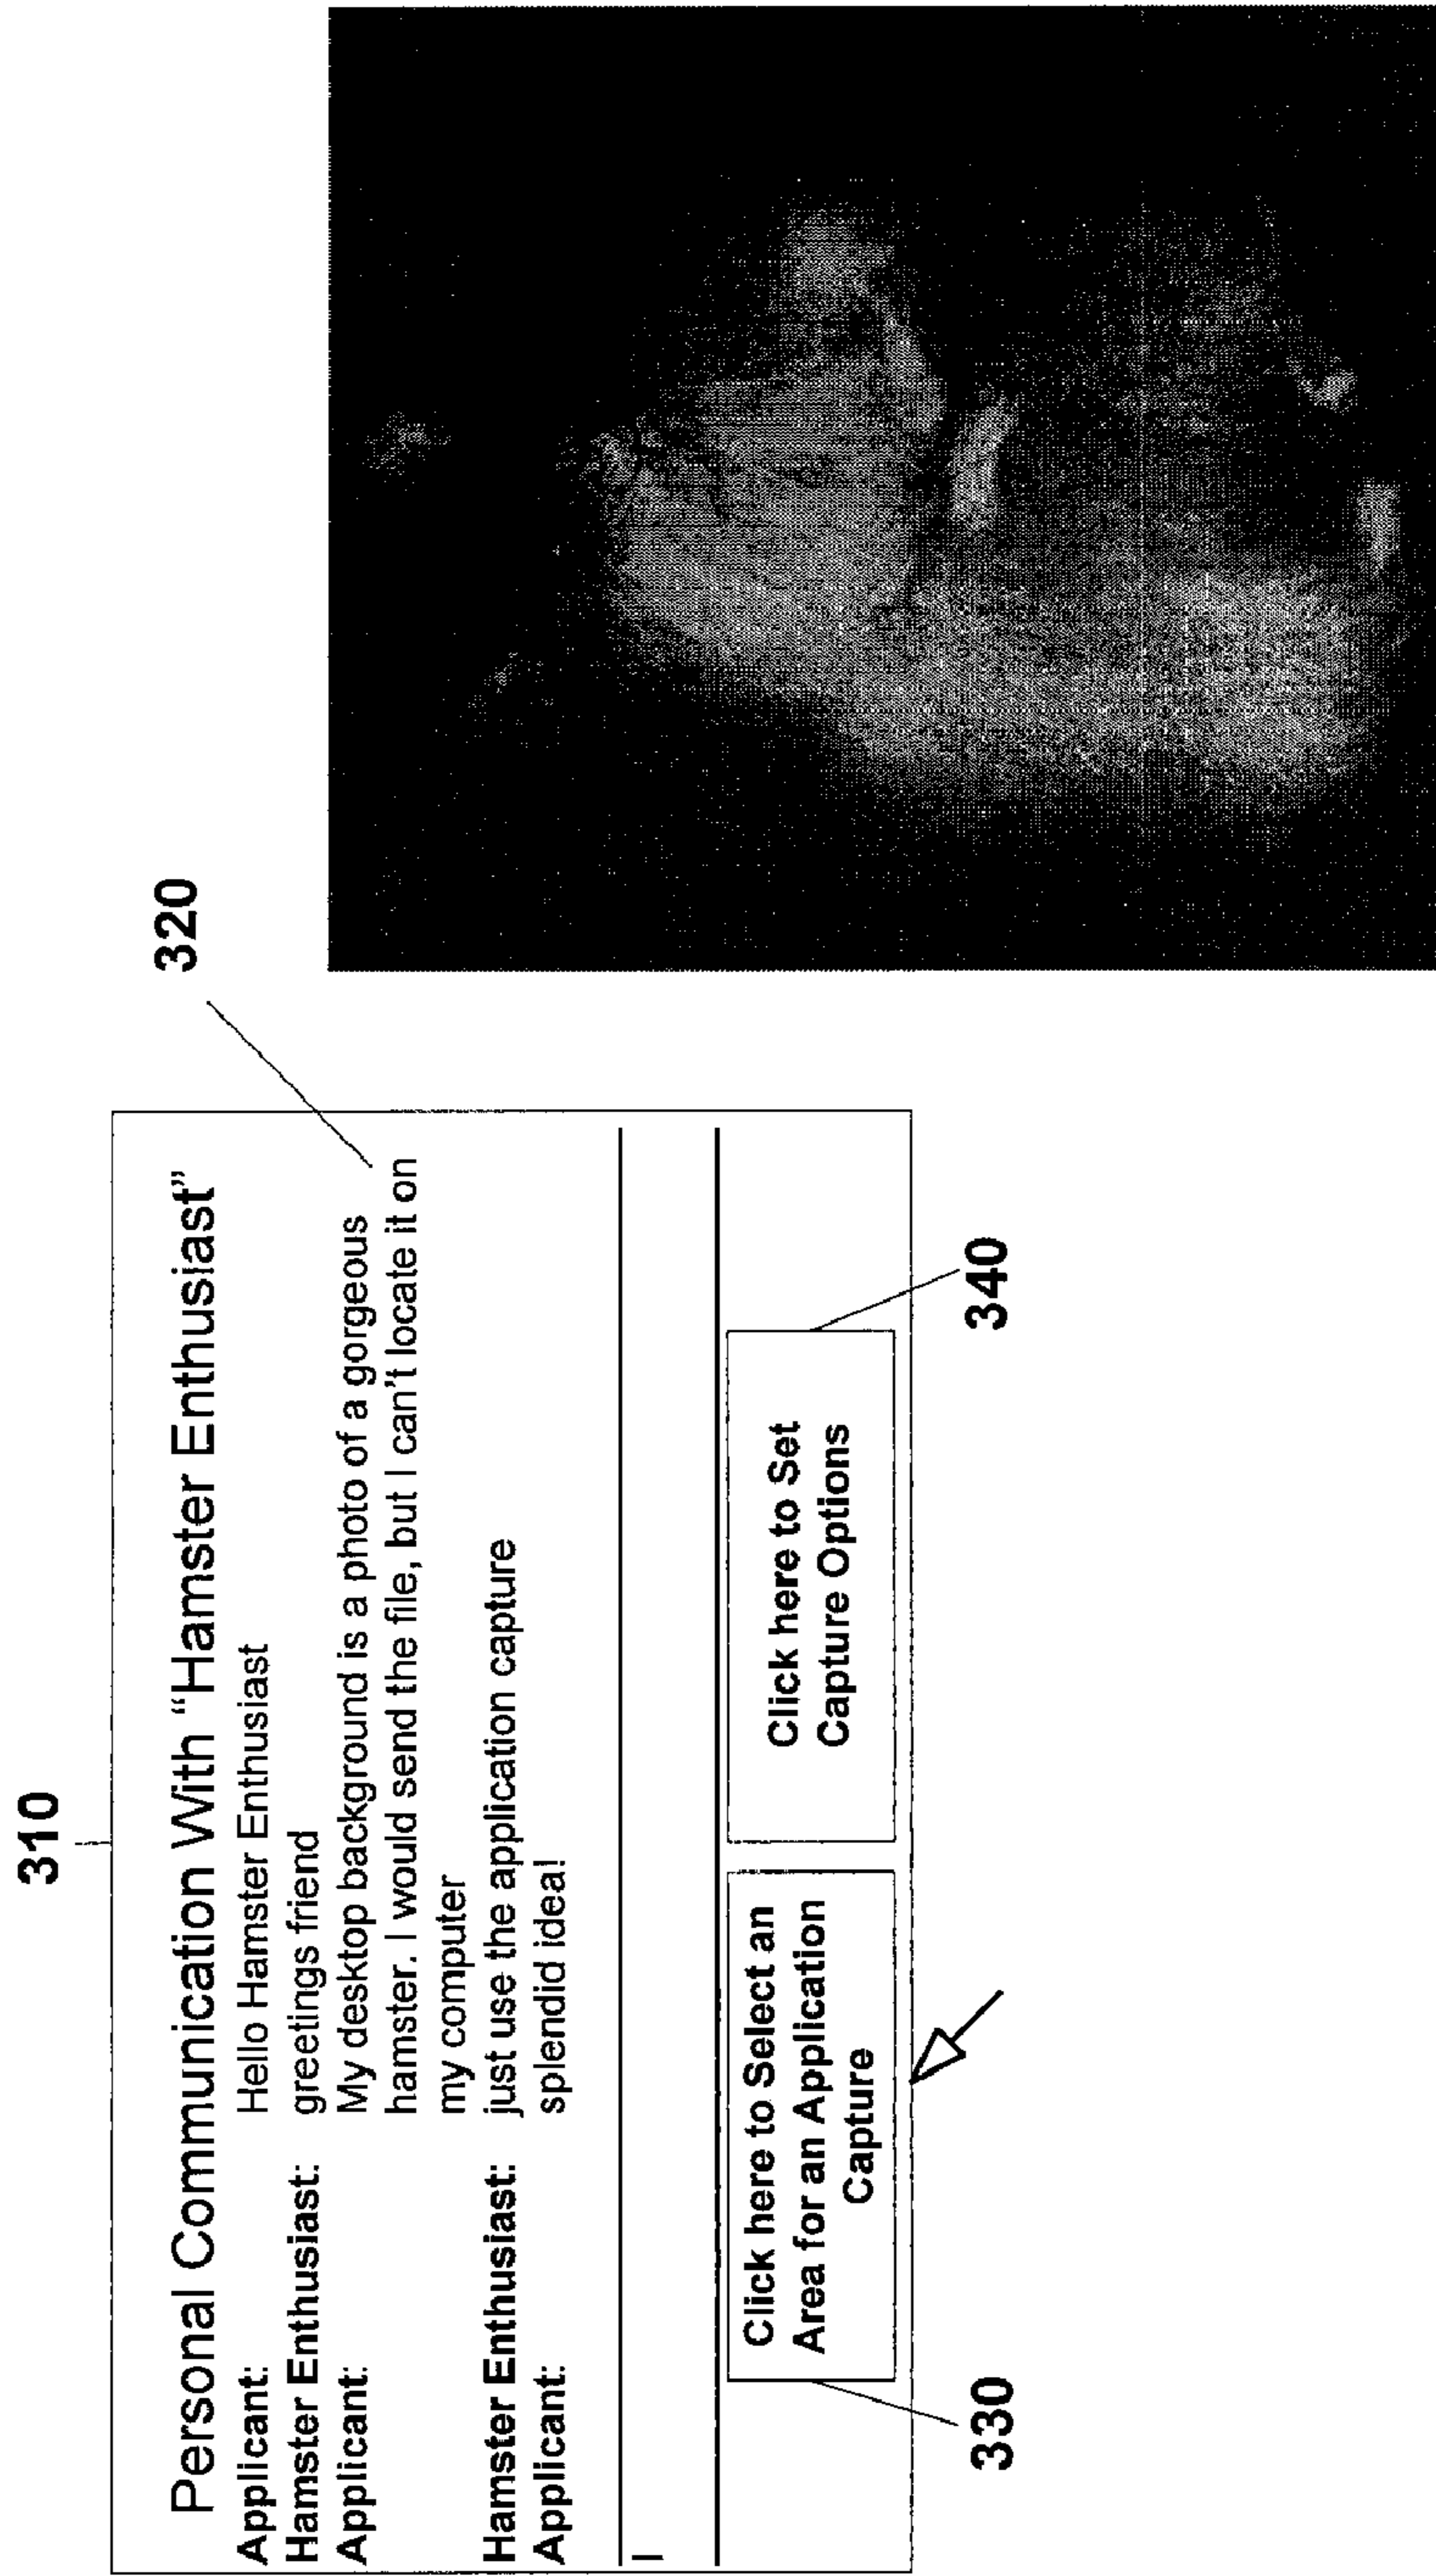 310
Personal Communication With “Hamster Enthusiast”
Applicant: Hello Hamster Enthusiast
Hamster Enthusiast: greetings friend
Applicant: My desktop background is a photo of a gorgeous
hamster. I would send the file, but I can't locate it on
my computer
Hamster Enthusiast: just use the application capture
Applicant: splendid idea!
320
Click here to Select an
Area for an Application
Capture
Click here to Set
Capture Options
330
340